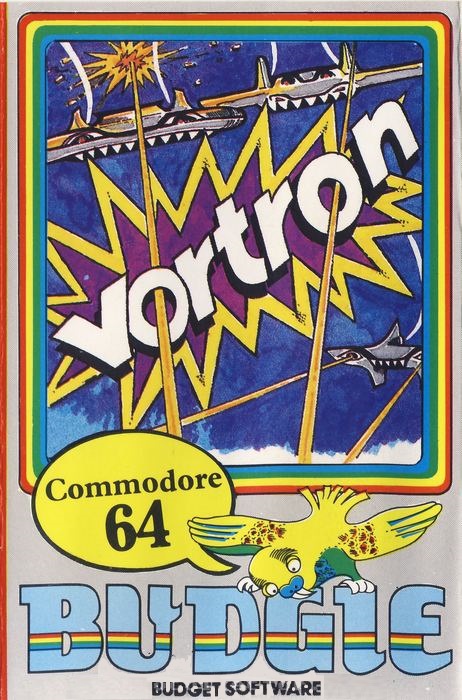 vortron
Commodore
64
BUDGIE
BUDGET SOFTWARE